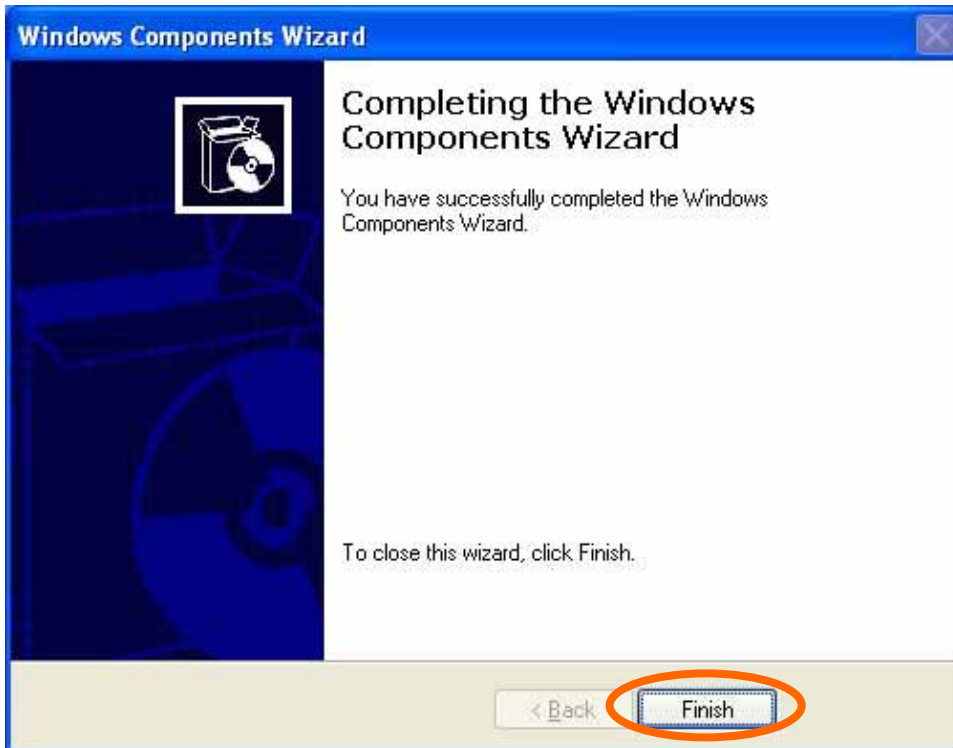 Windows Components Wizard
Completing the Windows
Components Wizard
You have successfully completed the Windows
Components Wizard.
To close this wizard, click Finish.
< Back
Finish